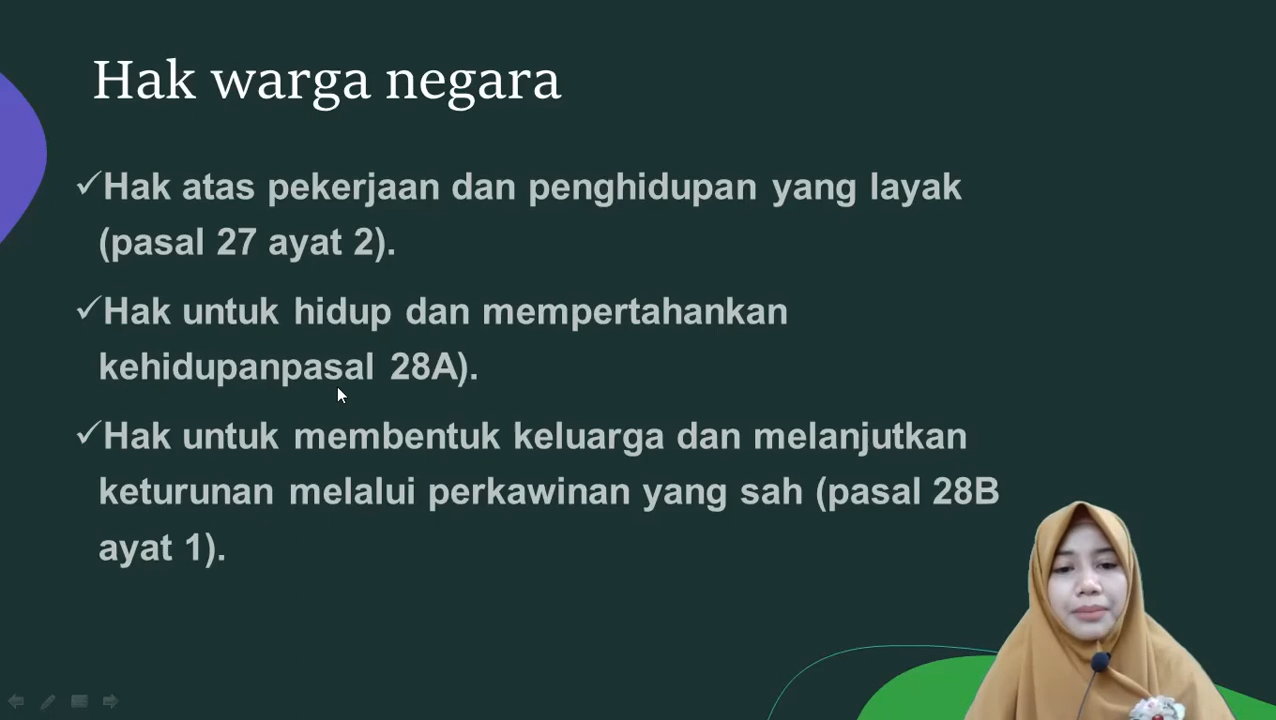 Hak warga negara
✓Hak atas pekerjaan dan penghidupan yang layak
(pasal 27 ayat 2).
✓Hak untuk hidup dan mempertahankan
kehidupanpasal 28A).
✓Hak untuk membentuk keluarga dan melanjutkan
keturunan melalui perkawinan yang sah (pasal 28B
ayat 1).